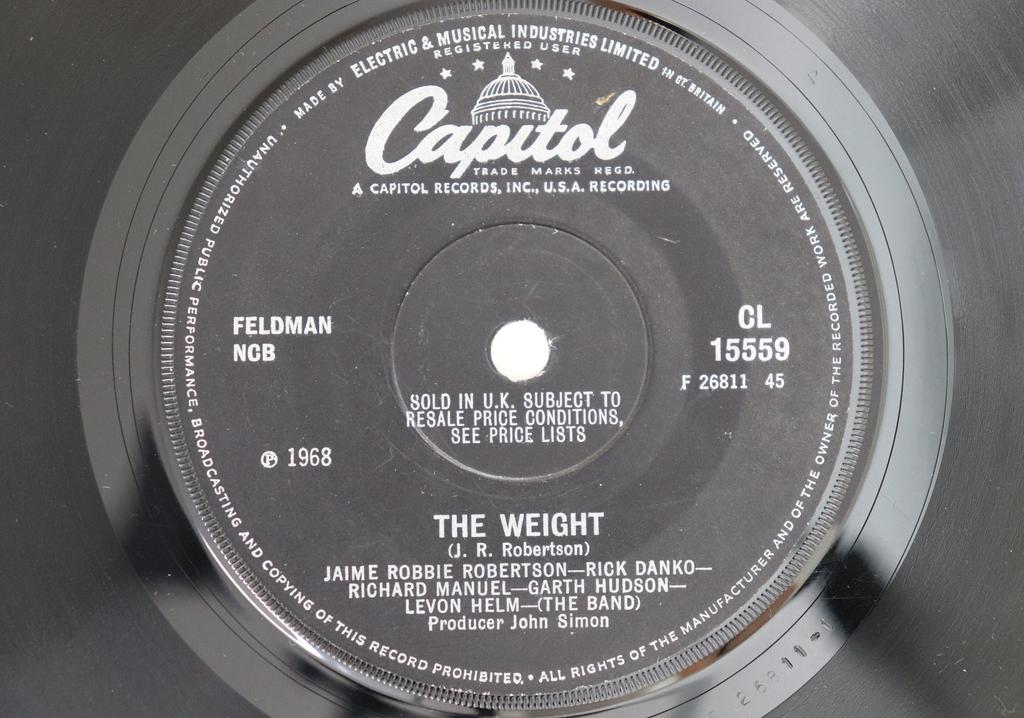 MADE BY ELECTRIC & MUSICAL INDUSTRIES LIMITED IN GT. BRITAIN •
REGISTERED USER
Capitol
TRADE MARKS REGD.
& CAPITOL RECORDS, INC., U.S.A. RECORDING
FELDMAN
NCB
CL
15559
F 26811 45
SOLD IN U.K. SUBJECT TO
RESALE PRICE CONDITIONS,
SEE PRICE LISTS
℗ 1968
THE WEIGHT
(J. R. Robertson)
JAIME ROBBIE ROBERTSON—RICK DANKO—
RICHARD MANUEL—GARTH HUDSON—
LEVON HELM—(THE BAND)
Producer John Simon
• UNAUTHORIZED PUBLIC PERFORMANCE, BROADCASTING AND COPYING OF THIS RECORD PROHIBITED. • ALL RIGHTS OF THE MANUFACTURER AND OF THE OWNER OF THE RECORDED WORK ARE RESERVED
P
26811-1